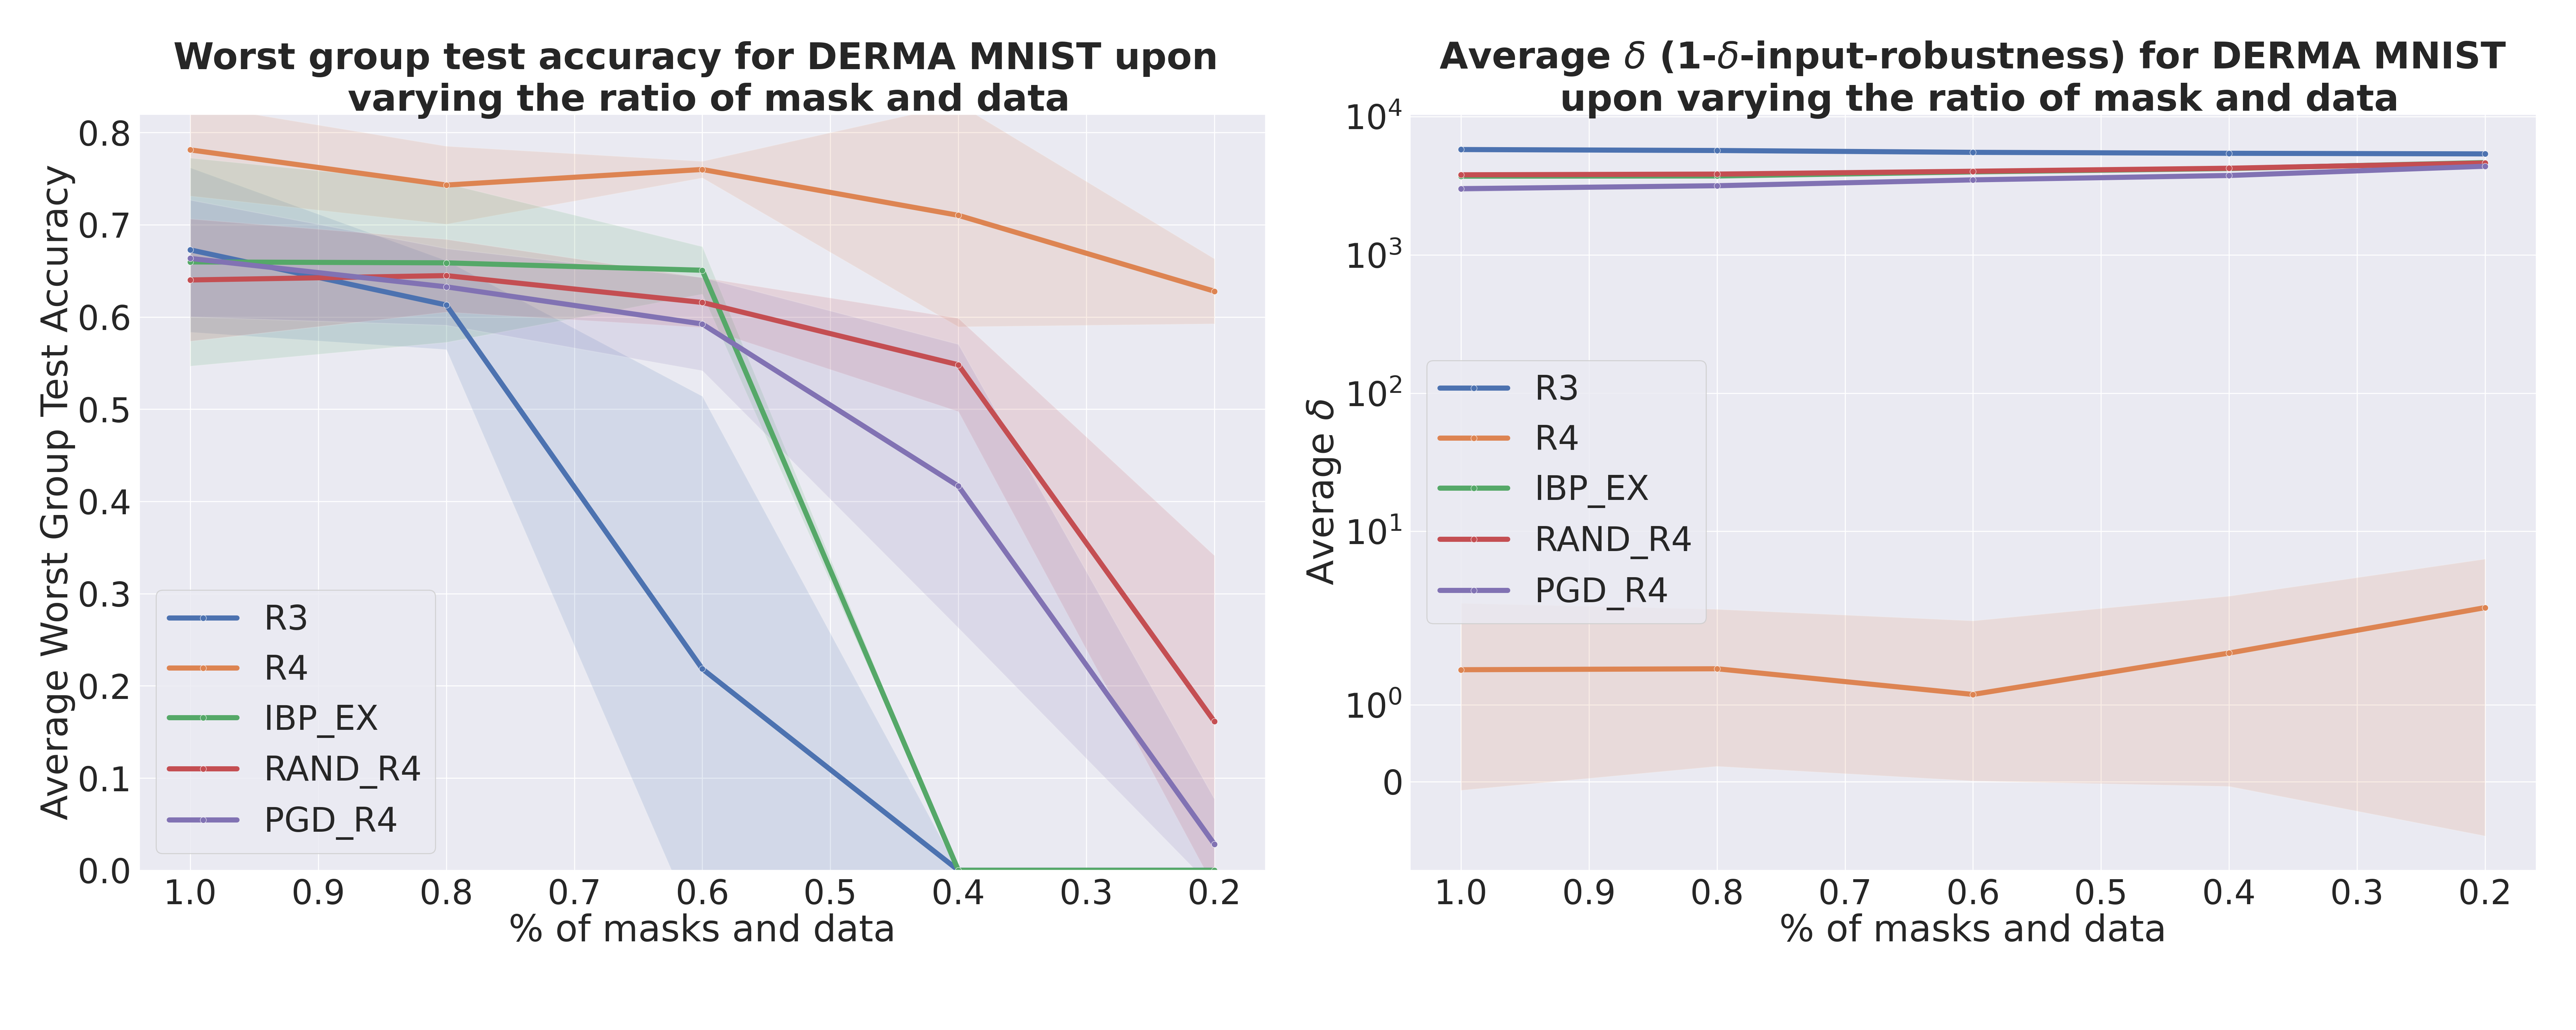 Worst group test accuracy for DERMA MNIST upon
varying the ratio of mask and data
Average Worst Group Test Accuracy
0.8
0.7
0.6
0.5
0.4
0.3
0.2
0.1
0.0
R3
R4
IBP_EX
RAND_R4
PGD_R4
1.0 0.9 0.8 0.7 0.6 0.5 0.4 0.3 0.2
% of masks and data
Average δ (1-δ-input-robustness) for DERMA MNIST
upon varying the ratio of mask and data
Average δ
10⁴
10³
10²
10¹
10⁰
0
R3
R4
IBP_EX
RAND_R4
PGD_R4
1.0 0.9 0.8 0.7 0.6 0.5 0.4 0.3 0.2
% of masks and data